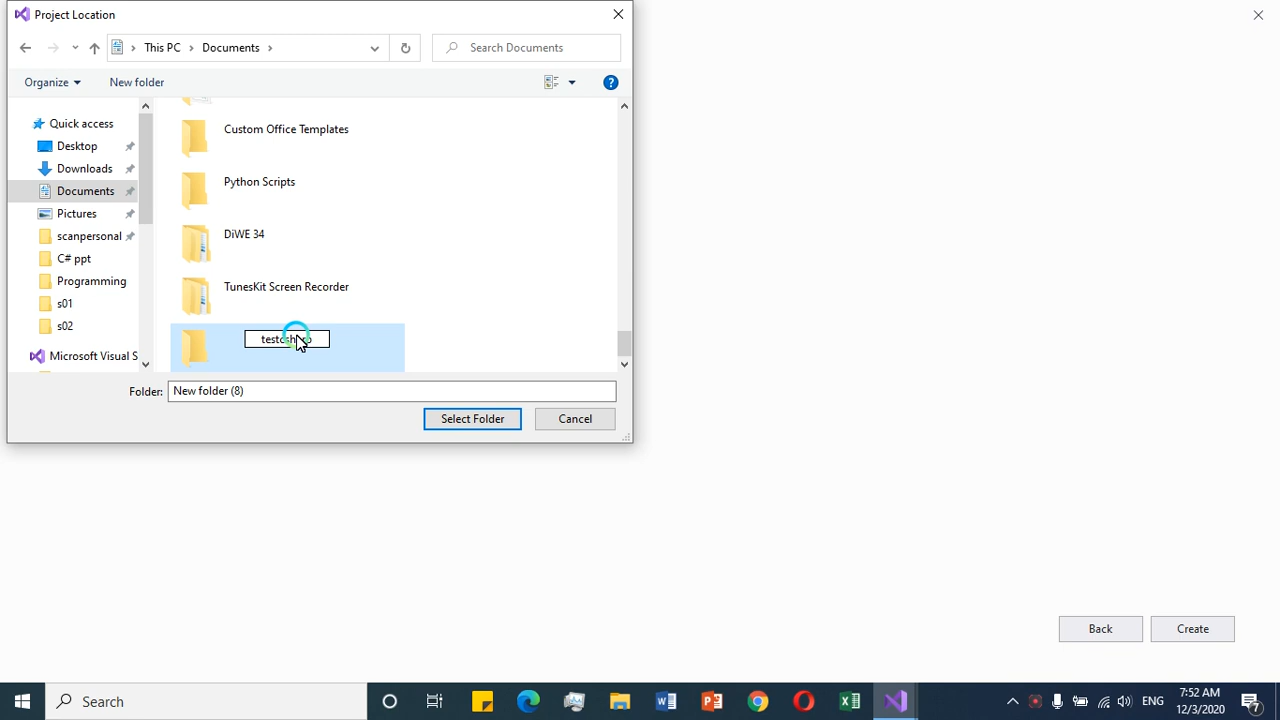 Project Location
This PC
Documents
Search Documents
Organize
New folder
Quick access
Desktop
Downloads
Documents
Pictures
scanpersonal
C# ppt
Programming
s01
s02
Microsoft Visual S
Custom Office Templates
Python Scripts
DiWE 34
TunesKit Screen Recorder
Folder:
New folder (8)
Select Folder
Cancel
Back
Create
Search
ENG
7:52 AM
12/3/2020
7